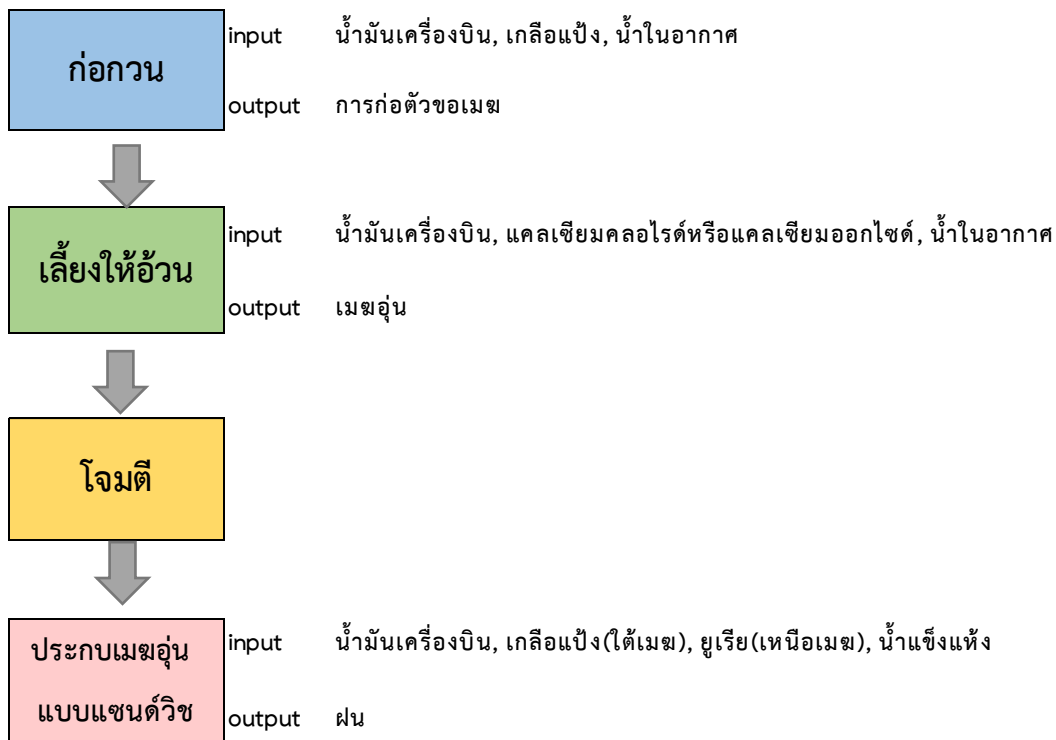 ก่อกวน
input น้ำมันเครื่องบิน, เกลือแป้ง, น้ำในอากาศ
output การก่อตัวขอเมฆ
เลี้ยงให้อ้วน
input น้ำมันเครื่องบิน, แคลเซียมคลอไรด์หรือแคลเซียมออกไซด์, น้ำในอากาศ
output เมฆอุ่น
โจมตี
ประกบเมฆอุ่น
แบบแซนด์วิช
input น้ำมันเครื่องบิน, เกลือแป้ง(ใต้เมฆ), ยูเรีย(เหนือเมฆ), น้ำแข็งแห้ง
output ฝน